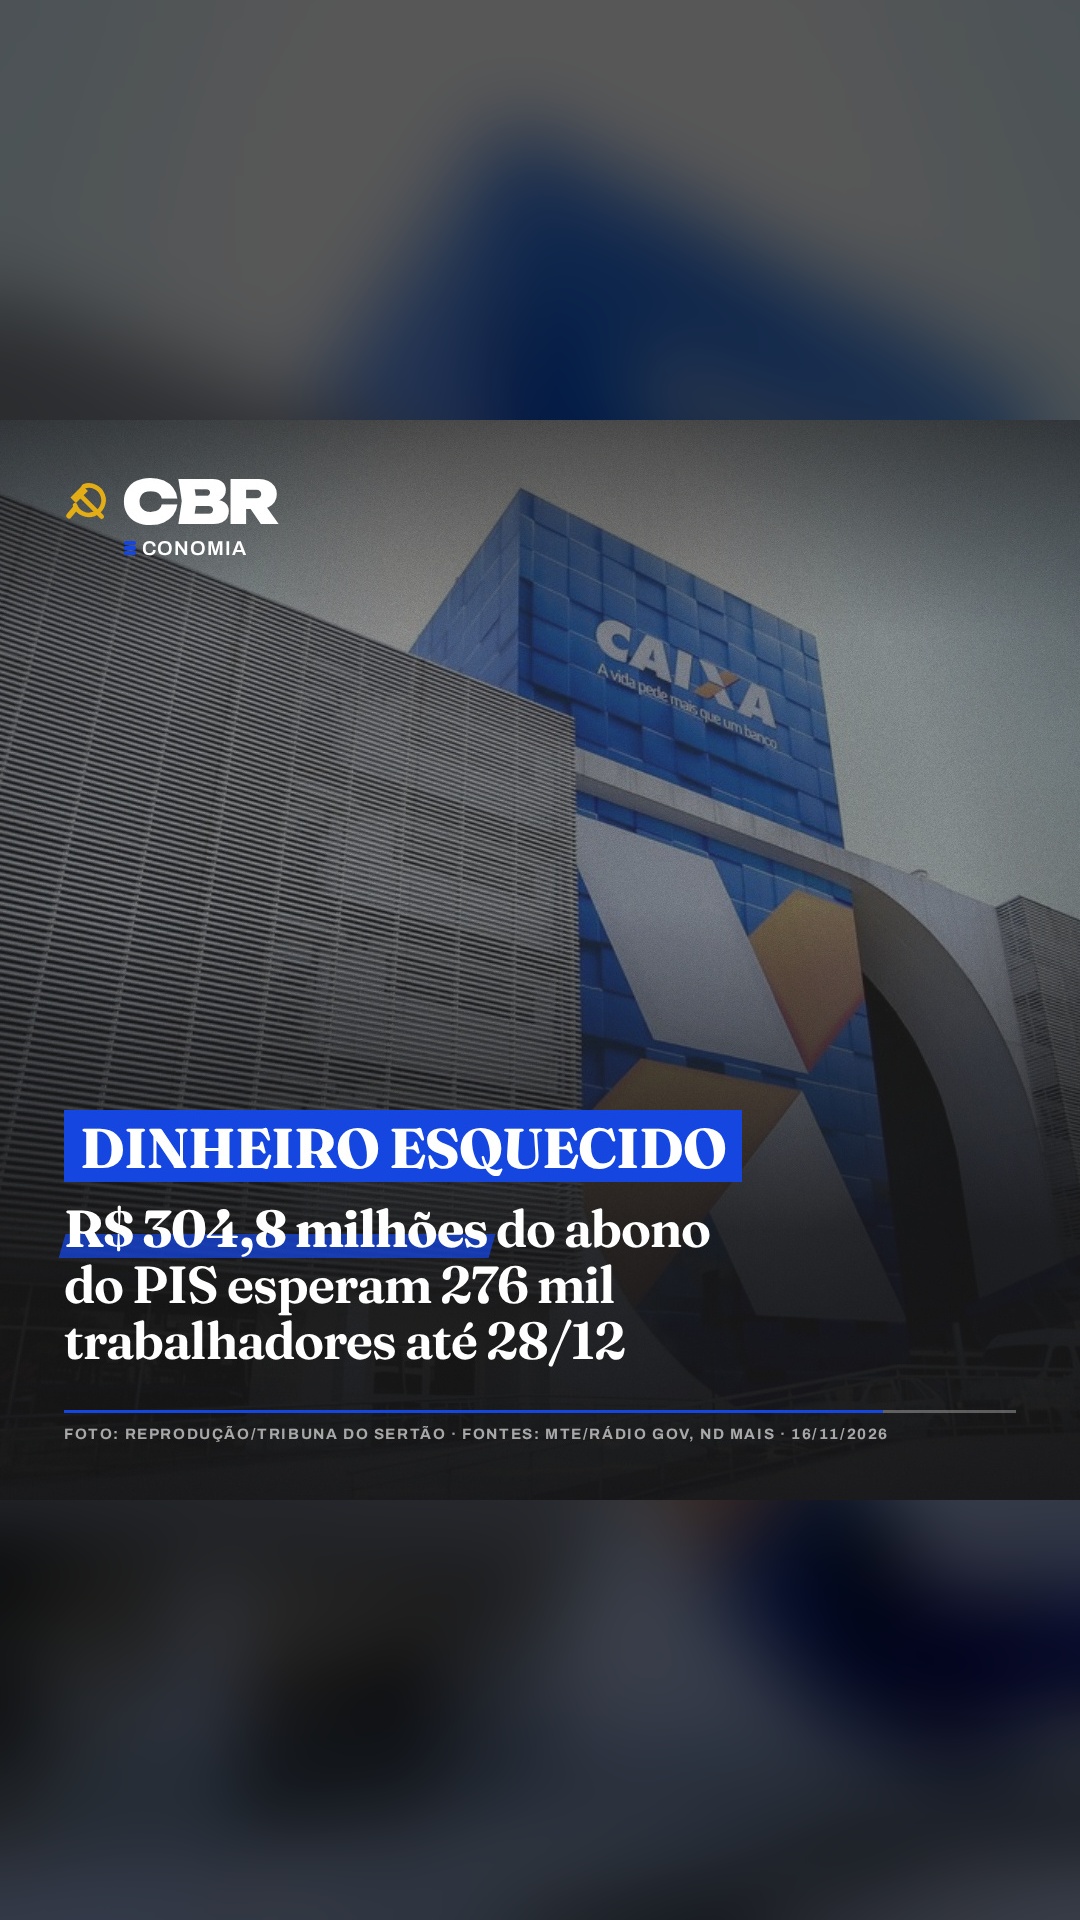 CBR
ECONOMIA
CAIXA
A vida pede mais que um banco
DINHEIRO ESQUECIDO
R$ 304,8 milhões do abono
do PIS esperam 276 mil
trabalhadores até 28/12
FOTO: REPRODUÇÃO/TRIBUNA DO SERTÃO · FONTES: MTE/RÁDIO GOV, ND MAIS · 16/11/2026